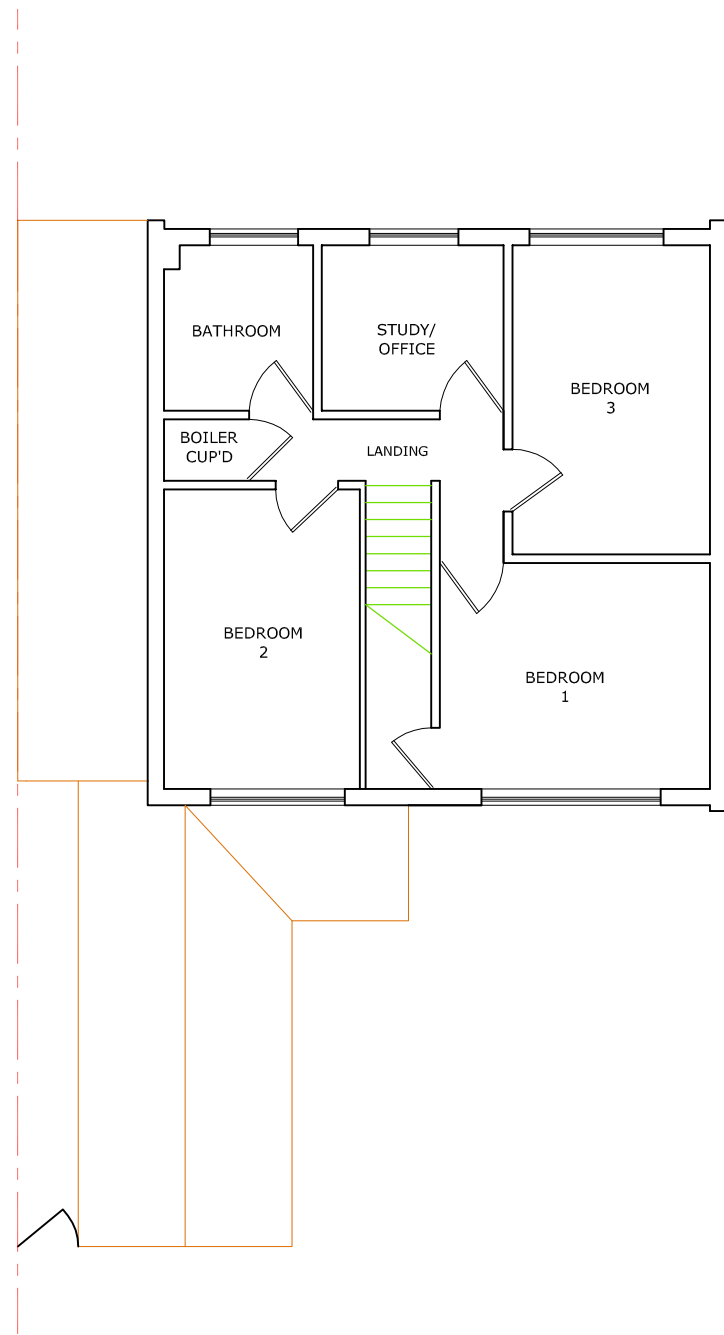 BATHROOM
STUDY/
OFFICE
BEDROOM
3
BOILER
CUP'D
LANDING
BEDROOM
2
BEDROOM
1